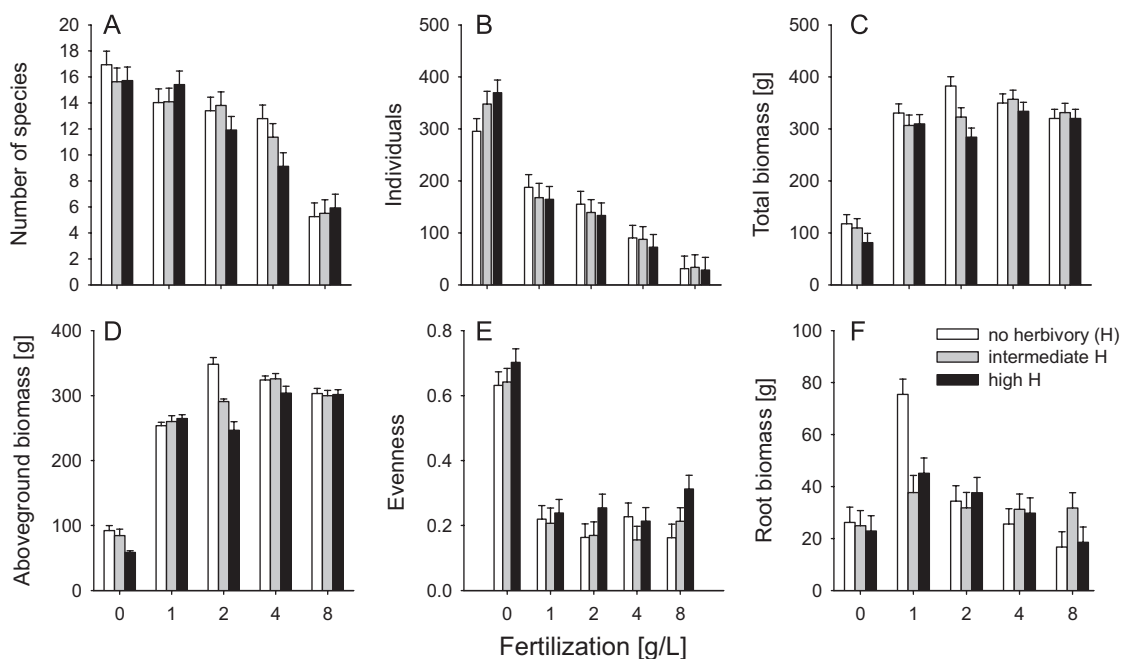 A
Number of species
20
18
16
14
12
10
8
6
4
2
0
B
Individuals
500
400
300
200
100
0
C
Total biomass [g]
500
400
300
200
100
0
D
Aboveground biomass [g]
400
300
200
100
0
0 1 2 4 8
E
Evenness
0.8
0.6
0.4
0.2
0.0
0 1 2 4 8
Fertilization [g/L]
F
Root biomass [g]
100
80
60
40
20
0
0 1 2 4 8
no herbivory (H)
intermediate H
high H